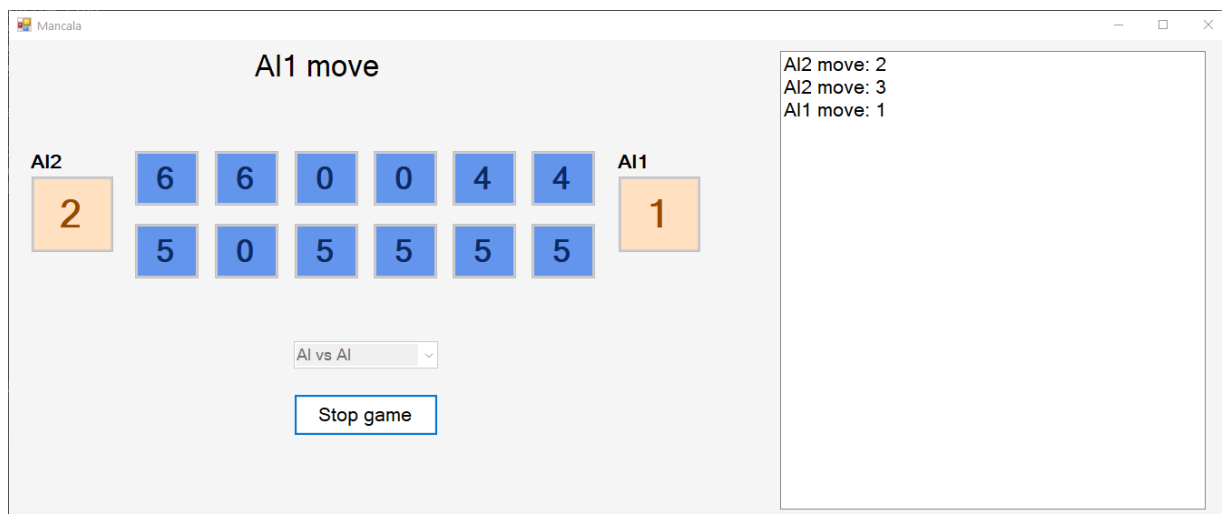 Mancala
AI1 move
AI2 move: 2
AI2 move: 3
AI1 move: 1
AI2
AI1
6 6 0 0 4 4
2
1
5 0 5 5 5 5
AI vs AI
Stop game